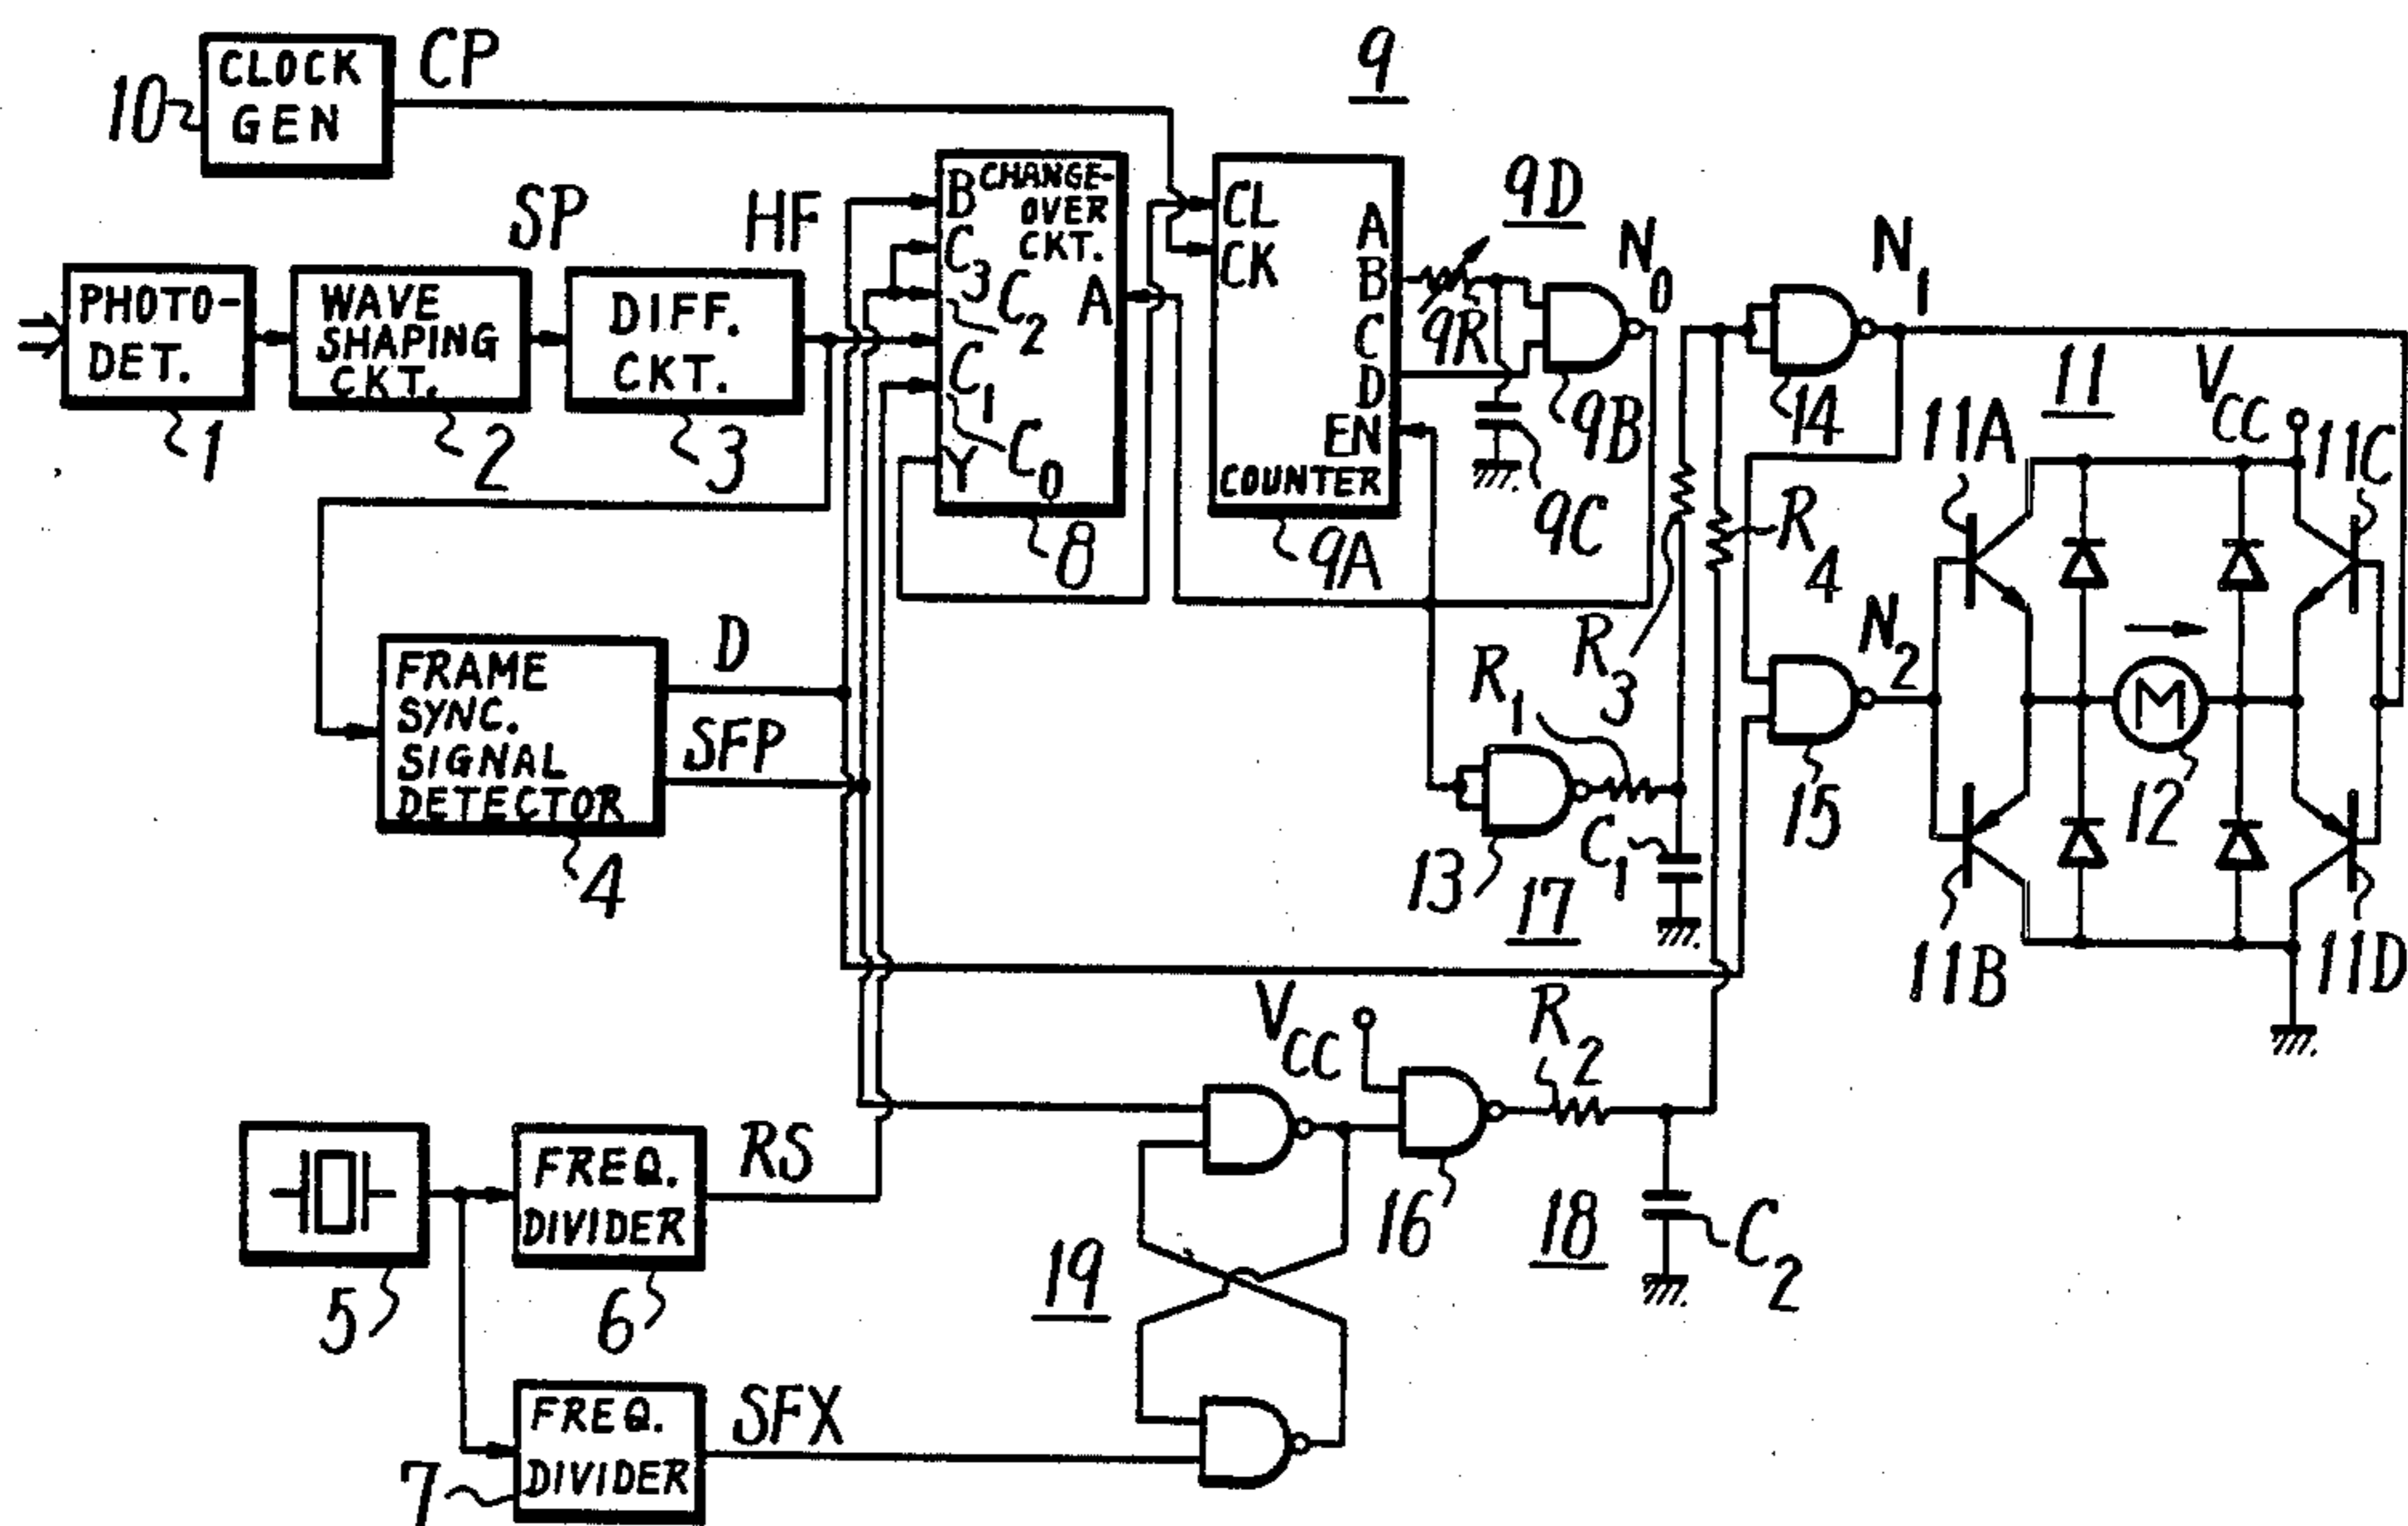 CLOCK
GEN
CP
10
9
PHOTO-
DET.
1
SP
WAVE
SHAPING
CKT.
2
HF
DIFF.
CKT.
3
B
CHANGE-
OVER
CKT.
C3
C2
A
C1
C0
Y
8
CL
CK
A
B
C
D
EN
COUNTER
9A
9D
9R
N0
9B
9C
N1
14
11
VCC
11A
11C
R3
R4
N2
M
12
15
11B
11D
FRAME
SYNC.
SIGNAL
DETECTOR
4
D
SFP
R1
13
C1
17
VCC
R2
16
18
C2
19
5
FREQ.
DIVIDER
6
RS
FREQ.
DIVIDER
7
SFX